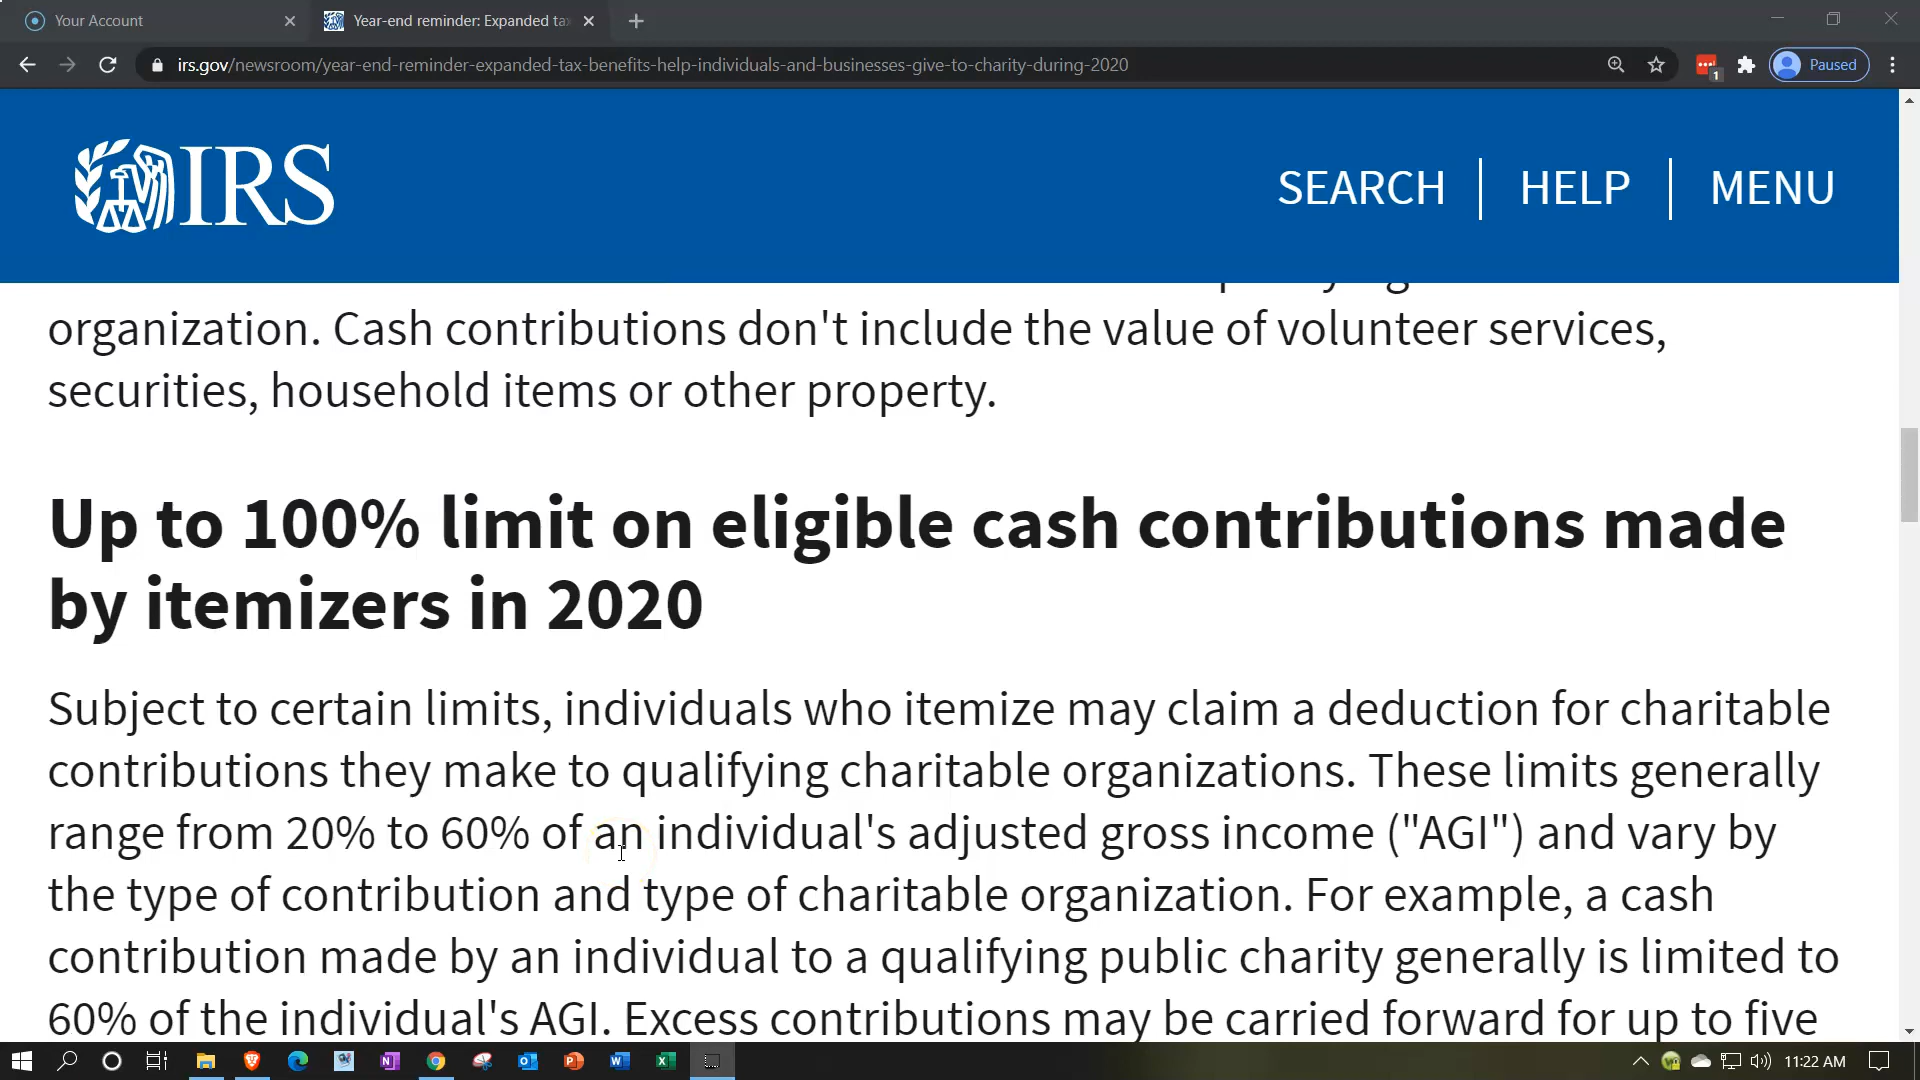 Your Account
Year-end reminder: Expanded ta
irs.gov/newsroom/year-end-reminder-expanded-tax-benefits-help-individuals-and-businesses-give-to-charity-during-2020
1
Paused
IRS
SEARCH
HELP
MENU
organization. Cash contributions don't include the value of volunteer services,
securities, household items or other property.
Up to 100% limit on eligible cash contributions made
by itemizers in 2020
Subject to certain limits, individuals who itemize may claim a deduction for charitable
contributions they make to qualifying charitable organizations. These limits generally
range from 20% to 60% of an individual's adjusted gross income ("AGI") and vary by
the type of contribution and type of charitable organization. For example, a cash
contribution made by an individual to a qualifying public charity generally is limited to
60% of the individual's AGI. Excess contributions may be carried forward for up to five
11:22 AM